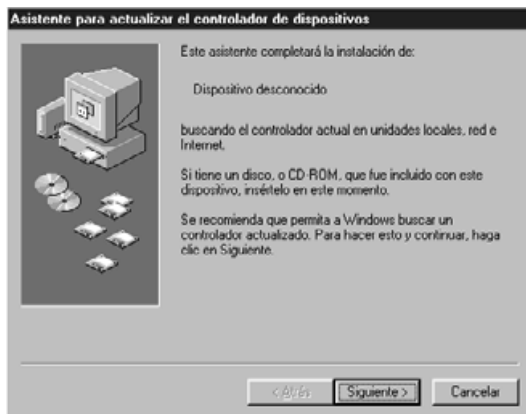 Asistente para actualizar el controlador de dispositivos
Este asistente completará la instalación de:
Dispositivo desconocido
buscando el controlador actual en unidades locales, red e
Internet.
Si tiene un disco, o CD-ROM, que fue incluido con este
dispositivo, insértelo en este momento.
Se recomienda que permita a Windows buscar un
controlador actualizado. Para hacer esto y continuar, haga
clic en Siguiente.
< Atrás
Siguiente >
Cancelar